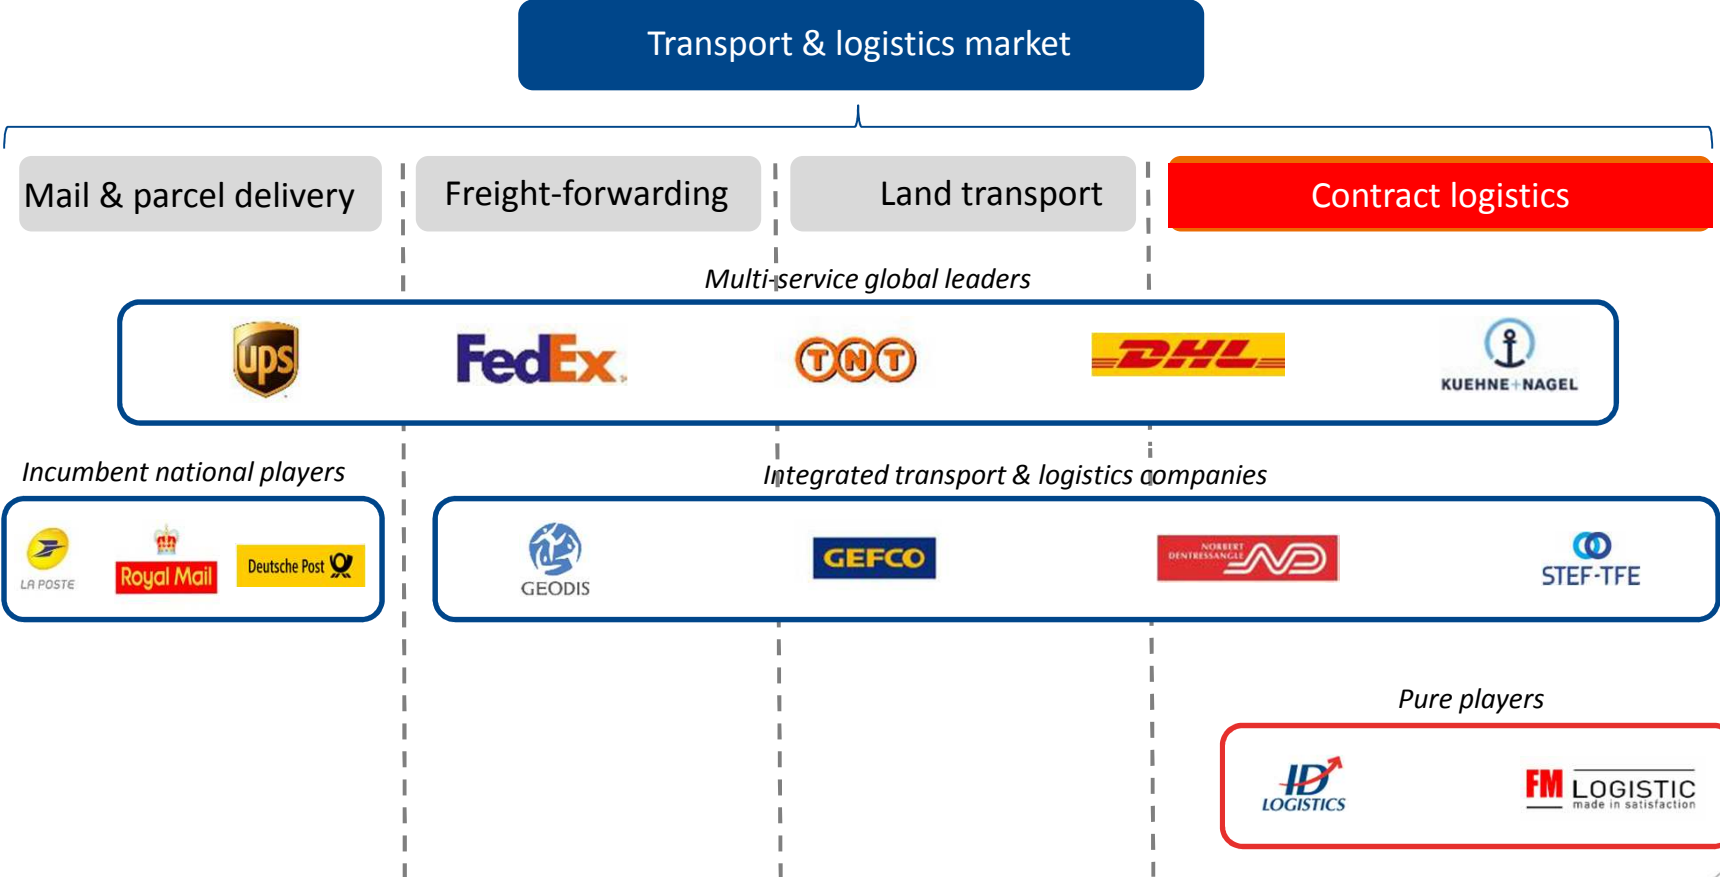 Transport & logistics market
Mail & parcel delivery
Freight-forwarding
Land transport
Contract logistics
Multi-service global leaders
ups
FedEx
TNT
DHL
KUEHNE+NAGEL
Incumbent national players
Integrated transport & logistics companies
LA POSTE
Royal Mail
Deutsche Post
GEODIS
GEFCO
NORBERT
DENTRESSANGLE
ND
STEF-TFE
Pure players
ID
LOGISTICS
FM LOGISTIC
made in satisfaction